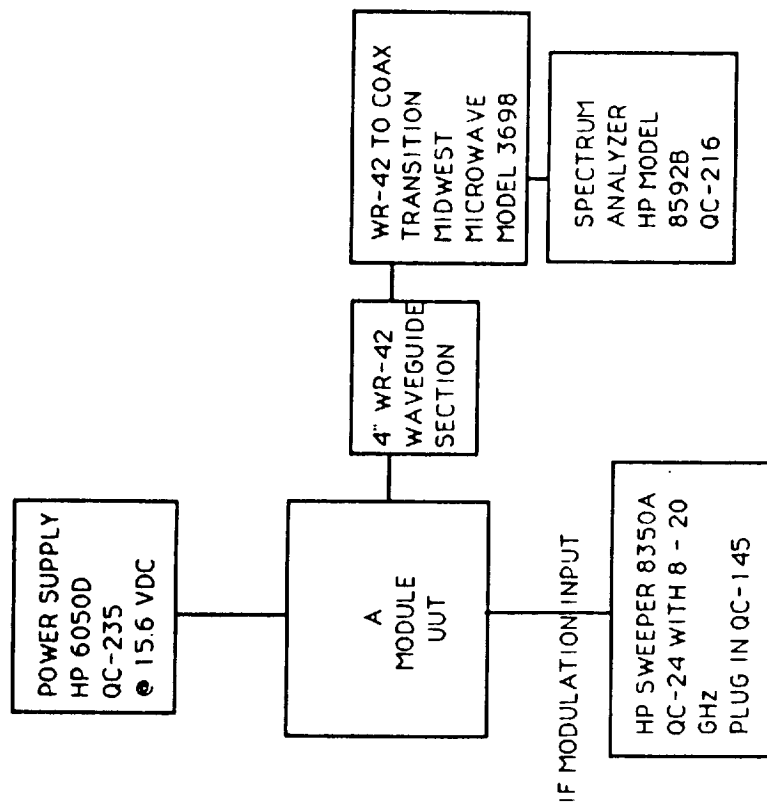 POWER SUPPLY
HP 6050D
QC-235
@ 15.6 VDC
A
MODULE
UUT
4" WR-42
WAVEGUIDE
SECTION
WR-42 TO COAX
TRANSITION
MIDWEST
MICROWAVE
MODEL 3698
SPECTRUM
ANALYZER
HP MODEL
8592B
QC-216
IF MODULATION INPUT
HP SWEEPER 8350A
QC-24 WITH 8 - 20
GHz
PLUG IN QC-145